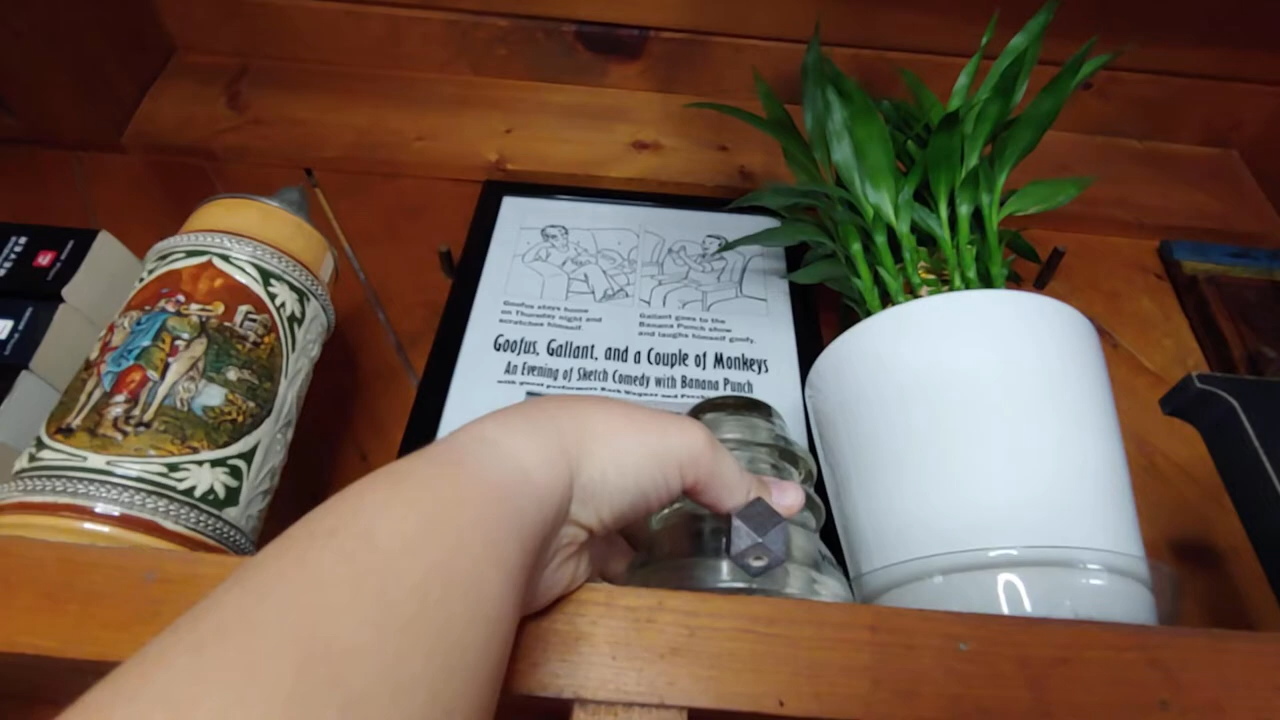 Goofus stays home
on Thursday night and
scratches himself.
Gallant goes to the
Banana Punch show
and laughs himself goofy.
Goofus, Gallant, and a Couple of Monkeys
An Evening of Sketch Comedy with Banana Punch
with guest performers